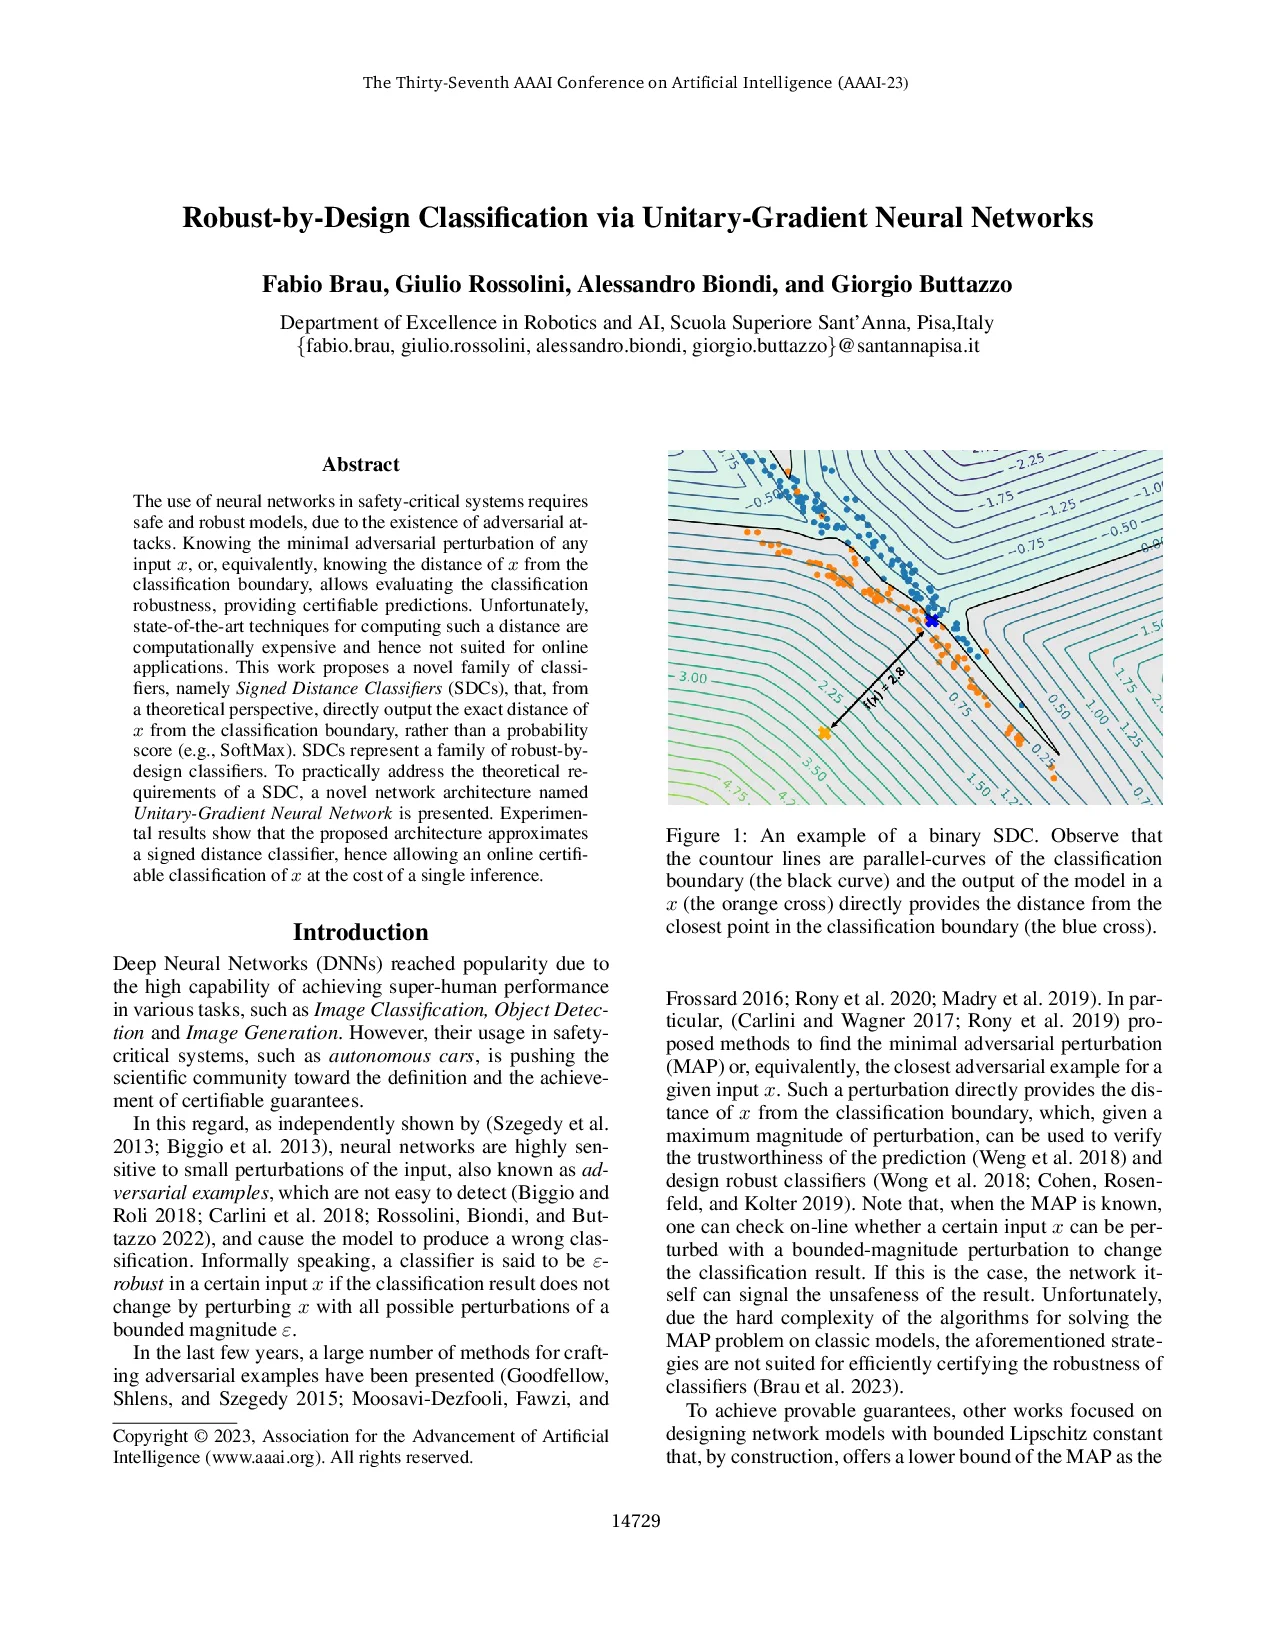 The Thirty-Seventh AAAI Conference on Artificial Intelligence (AAAI-23)
Robust-by-Design Classification via Unitary-Gradient Neural Networks
Fabio Brau, Giulio Rossolini, Alessandro Biondi, and Giorgio Buttazzo
Department of Excellence in Robotics and AI, Scuola Superiore Sant'Anna, Pisa,Italy
{fabio.brau, giulio.rossolini, alessandro.biondi, giorgio.buttazzo}@santannapisa.it
Abstract
The use of neural networks in safety-critical systems requires
safe and robust models, due to the existence of adversarial at-
tacks. Knowing the minimal adversarial perturbation of any
input x, or, equivalently, knowing the distance of x from the
classification boundary, allows evaluating the classification
robustness, providing certifiable predictions. Unfortunately,
state-of-the-art techniques for computing such a distance are
computationally expensive and hence not suited for online
applications. This work proposes a novel family of classi-
fiers, namely Signed Distance Classifiers (SDCs), that, from
a theoretical perspective, directly output the exact distance of
x from the classification boundary, rather than a probability
score (e.g., SoftMax). SDCs represent a family of robust-by-
design classifiers. To practically address the theoretical re-
quirements of a SDC, a novel network architecture named
Unitary-Gradient Neural Network is presented. Experimen-
tal results show that the proposed architecture approximates
a signed distance classifier, hence allowing an online certifi-
able classification of x at the cost of a single inference.
Introduction
Deep Neural Networks (DNNs) reached popularity due to
the high capability of achieving super-human performance
in various tasks, such as Image Classification, Object Detec-
tion and Image Generation. However, their usage in safety-
critical systems, such as autonomous cars, is pushing the
scientific community toward the definition and the achieve-
ment of certifiable guarantees.
In this regard, as independently shown by (Szegedy et al.
2013; Biggio et al. 2013), neural networks are highly sen-
sitive to small perturbations of the input, also known as ad-
versarial examples, which are not easy to detect (Biggio and
Roli 2018; Carlini et al. 2018; Rossolini, Biondi, and But-
tazzo 2022), and cause the model to produce a wrong clas-
sification. Informally speaking, a classifier is said to be ε-
robust in a certain input x if the classification result does not
change by perturbing x with all possible perturbations of a
bounded magnitude ε.
In the last few years, a large number of methods for craft-
ing adversarial examples have been presented (Goodfellow,
Shlens, and Szegedy 2015; Moosavi-Dezfooli, Fawzi, and
Copyright © 2023, Association for the Advancement of Artificial
Intelligence (www.aaai.org). All rights reserved.
−2.25
−0.50
−1.75
−1.25
−0.50
−0.75
3.00
2.25
0.75
0.50
1.00
1.25
1.75
0.25
3.50
1.50
4.75
Figure 1: An example of a binary SDC. Observe that
the countour lines are parallel-curves of the classification
boundary (the black curve) and the output of the model in a
x (the orange cross) directly provides the distance from the
closest point in the classification boundary (the blue cross).
Frossard 2016; Rony et al. 2020; Madry et al. 2019). In par-
ticular, (Carlini and Wagner 2017; Rony et al. 2019) pro-
posed methods to find the minimal adversarial perturbation
(MAP) or, equivalently, the closest adversarial example for a
given input x. Such a perturbation directly provides the dis-
tance of x from the classification boundary, which, given a
maximum magnitude of perturbation, can be used to verify
the trustworthiness of the prediction (Weng et al. 2018) and
design robust classifiers (Wong et al. 2018; Cohen, Rosen-
feld, and Kolter 2019). Note that, when the MAP is known,
one can check on-line whether a certain input x can be per-
turbed with a bounded-magnitude perturbation to change
the classification result. If this is the case, the network it-
self can signal the unsafeness of the result. Unfortunately,
due the hard complexity of the algorithms for solving the
MAP problem on classic models, the aforementioned strate-
gies are not suited for efficiently certifying the robustness of
classifiers (Brau et al. 2023).
To achieve provable guarantees, other works focused on
designing network models with bounded Lipschitz constant
that, by construction, offers a lower bound of the MAP as the
14729